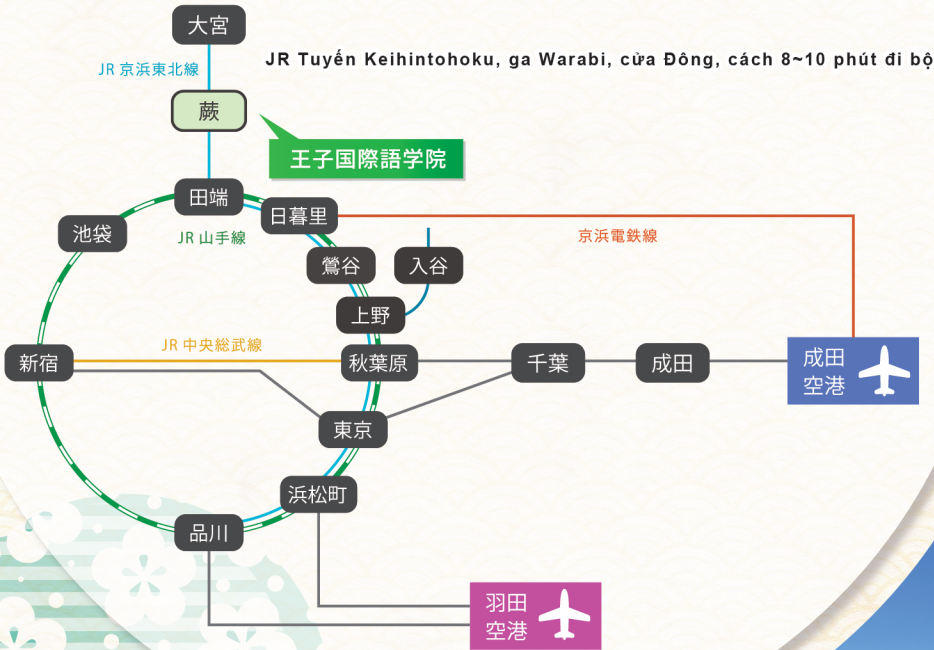 大宮
JR 京浜東北線
JR Tuyến Keihintohoku, ga Warabi, cửa Đông, cách 8~10 phút đi bộ
蕨
王子国際語学院
田端
日暮里
池袋
JR 山手線
京浜電鉄線
鶯谷
入谷
上野
JR 中央総武線
新宿
秋葉原
千葉
成田
成田
空港
東京
浜松町
品川
羽田
空港